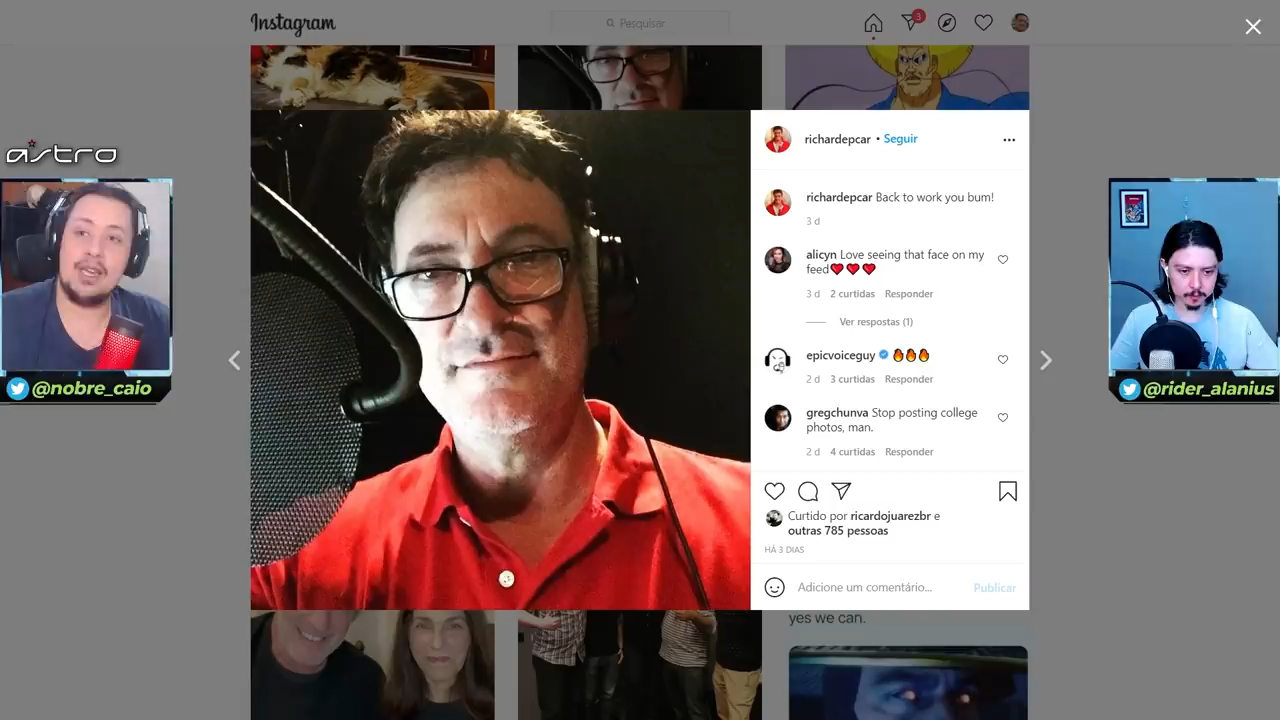 Instagram
Pesquisar
3
astro
richardepcar • Seguir
richardepcar Back to work you bum!
3 d
alicyn Love seeing that face on my
feed
3 d 2 curtidas Responder
Ver respostas (1)
epicvoiceguy
2 d 3 curtidas Responder
gregchunva Stop posting college
photos, man.
2 d 4 curtidas Responder
@nobre_caio
@rider_alanius
Curtido por ricardojuarezbr e
outras 785 pessoas
HÁ 3 DIAS
Adicione um comentário... Publicar
yes we can.